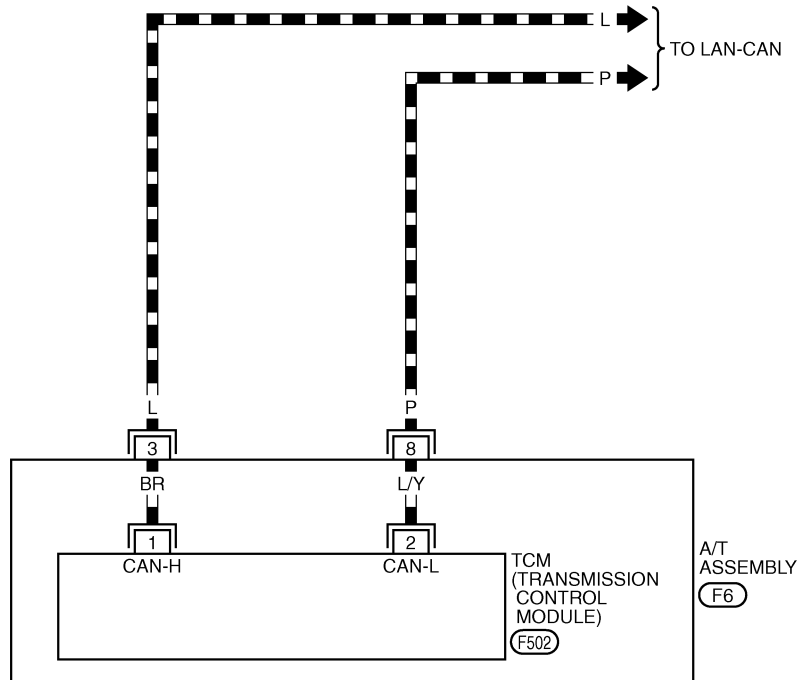 L
TO LAN-CAN
P
L
P
3
8
BR
L/Y
1
2
CAN-H
CAN-L
TCM
(TRANSMISSION
CONTROL
MODULE)
F502
A/T
ASSEMBLY
F6